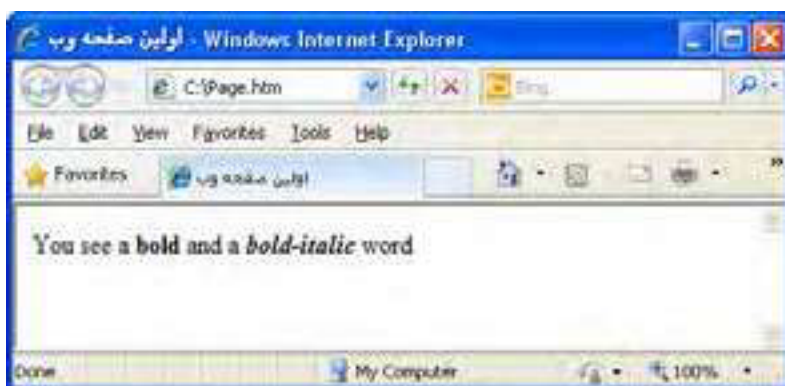 اولین صفحه وب - Windows Internet Explorer
C:\Page.htm Bing
File Edit View Favorites Tools Help
Favorites اولین صفحه وب
You see a bold and a bold-italic word
Done My Computer 100%